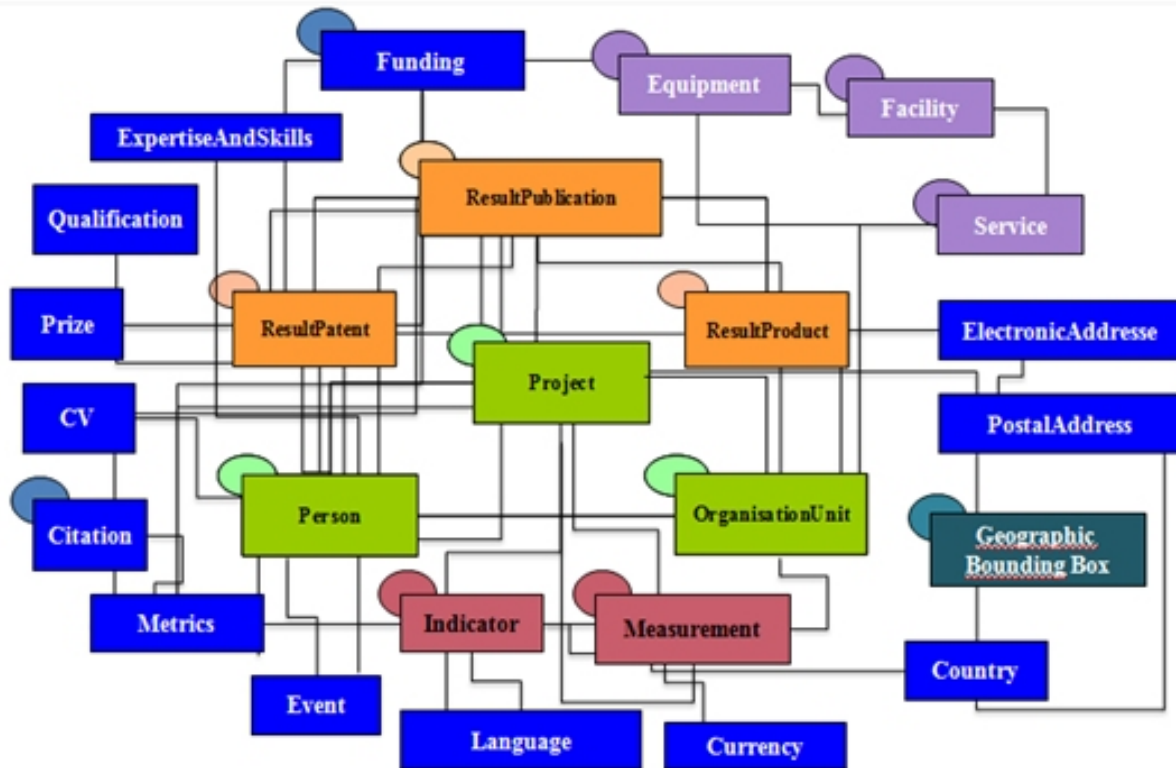 Funding
Equipment
Facility
ExpertiseAndSkills
ResultPublication
Qualification
Service
Prize
ResultPatent
ResultProduct
ElectronicAddresse
Project
CV
PostalAddress
Person
OrganisationUnit
Citation
Geographic
Bounding Box
Metrics
Indicator
Measurement
Country
Event
Language
Currency